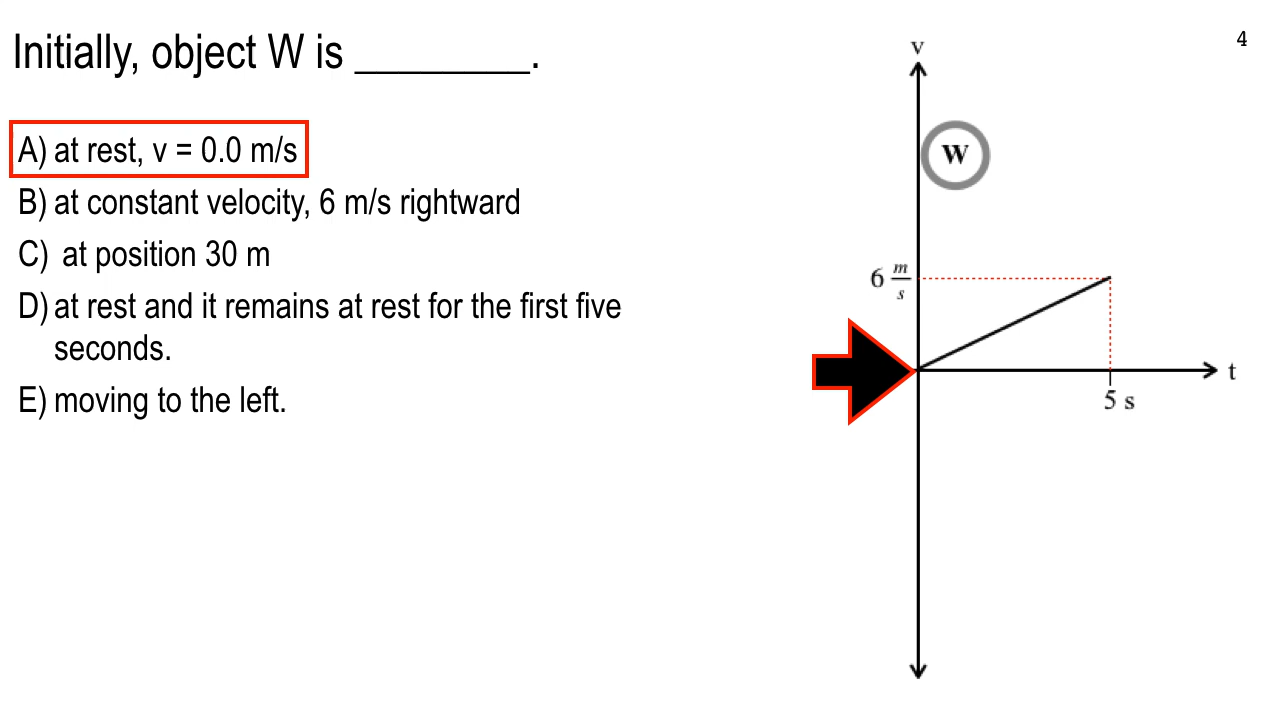 Initially, object W is _________.
4
A) at rest, v = 0.0 m/s
B) at constant velocity, 6 m/s rightward
C) at position 30 m
D) at rest and it remains at rest for the first five
seconds.
E) moving to the left.
v
W
6 m/s
t
5 s